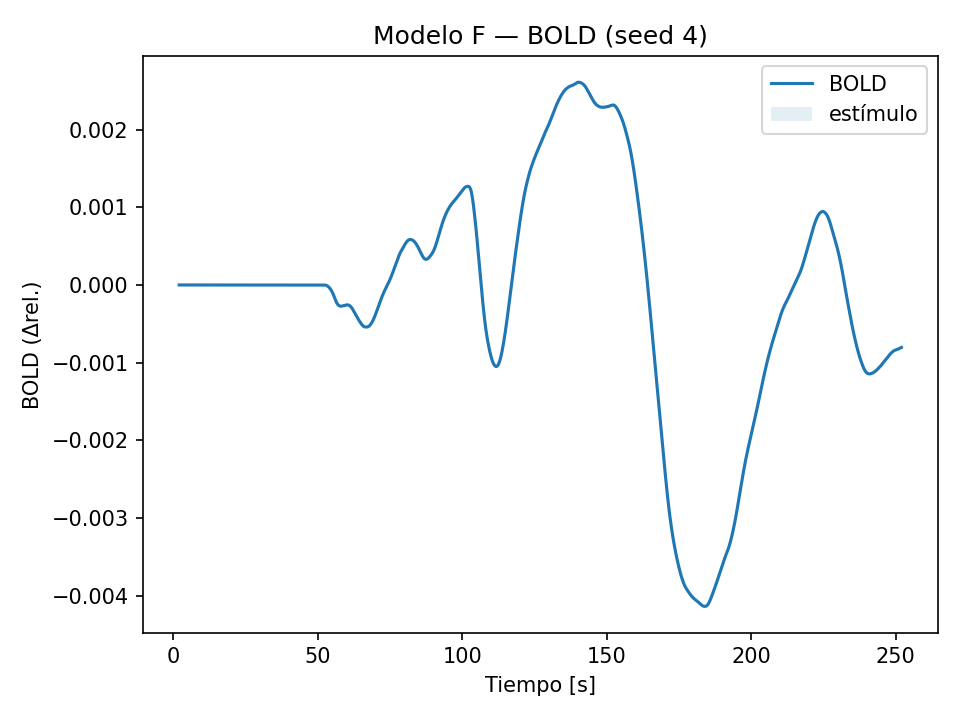 Modelo F — BOLD (seed 4)
BOLD
estímulo
BOLD (Δrel.)
0.002
0.001
0.000
−0.001
−0.002
−0.003
−0.004
0 50 100 150 200 250
Tiempo [s]